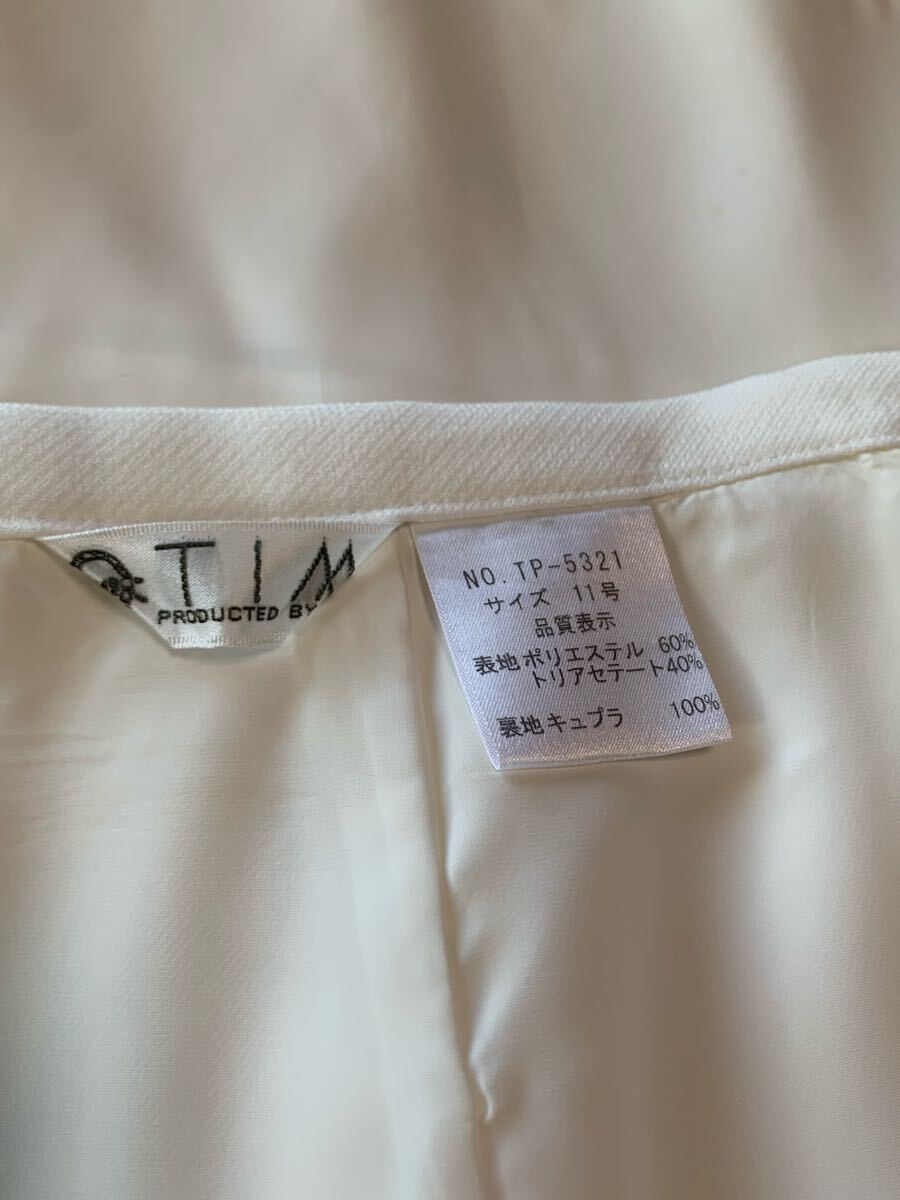 TIM
PRODUCTED BY
NO. TP-5321
サイズ 11号
品質表示
表地 ポリエステル 60%
トリアセテート 40%
裏地 キュプラ 100%